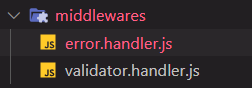 middlewares
JS error.handler.js
JS validator.handler.js